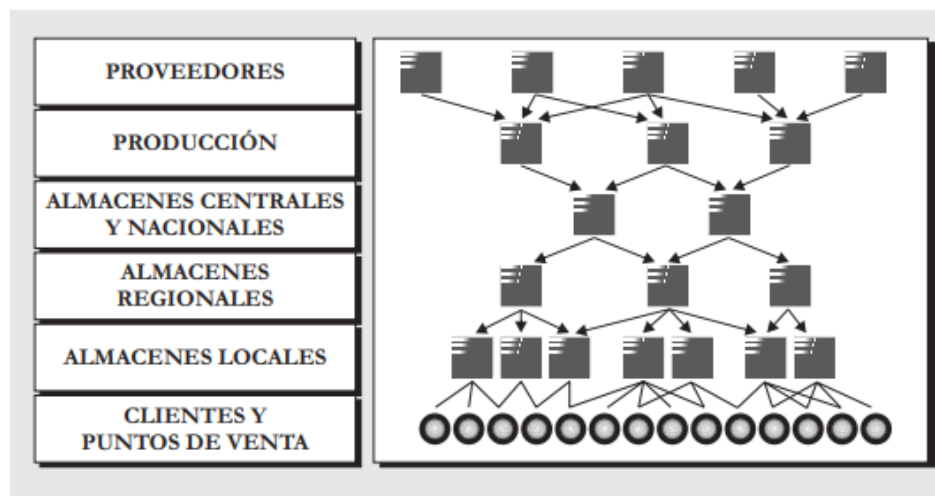 PROVEEDORES
PRODUCCIÓN
ALMACENES CENTRALES
Y NACIONALES
ALMACENES
REGIONALES
ALMACENES LOCALES
CLIENTES Y
PUNTOS DE VENTA